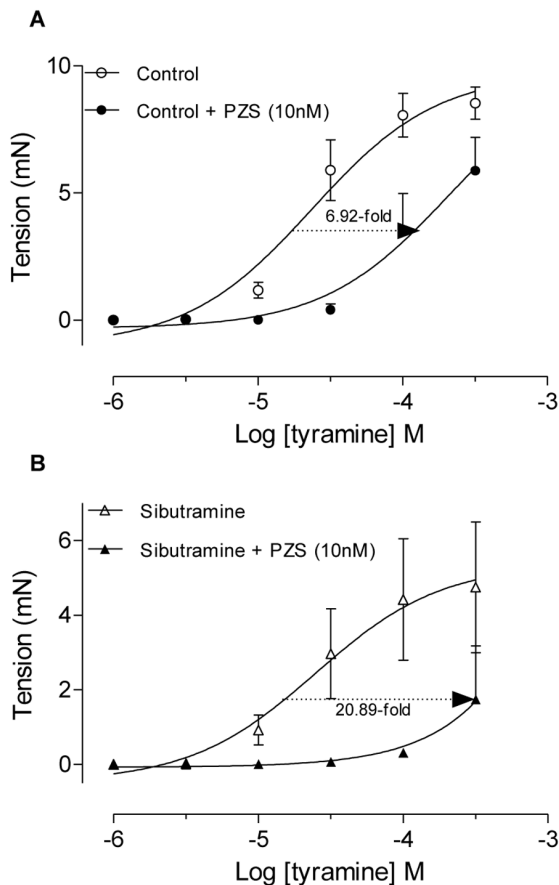 A
10
Control
Control + PZS (10nM)
Tension (mN)
5
6.92-fold
0
-6 -5 -4 -3
Log [tyramine] M
B
Sibutramine
6
Sibutramine + PZS (10nM)
Tension (mN)
4
2
20.89-fold
0
-6 -5 -4 -3
Log [tyramine] M